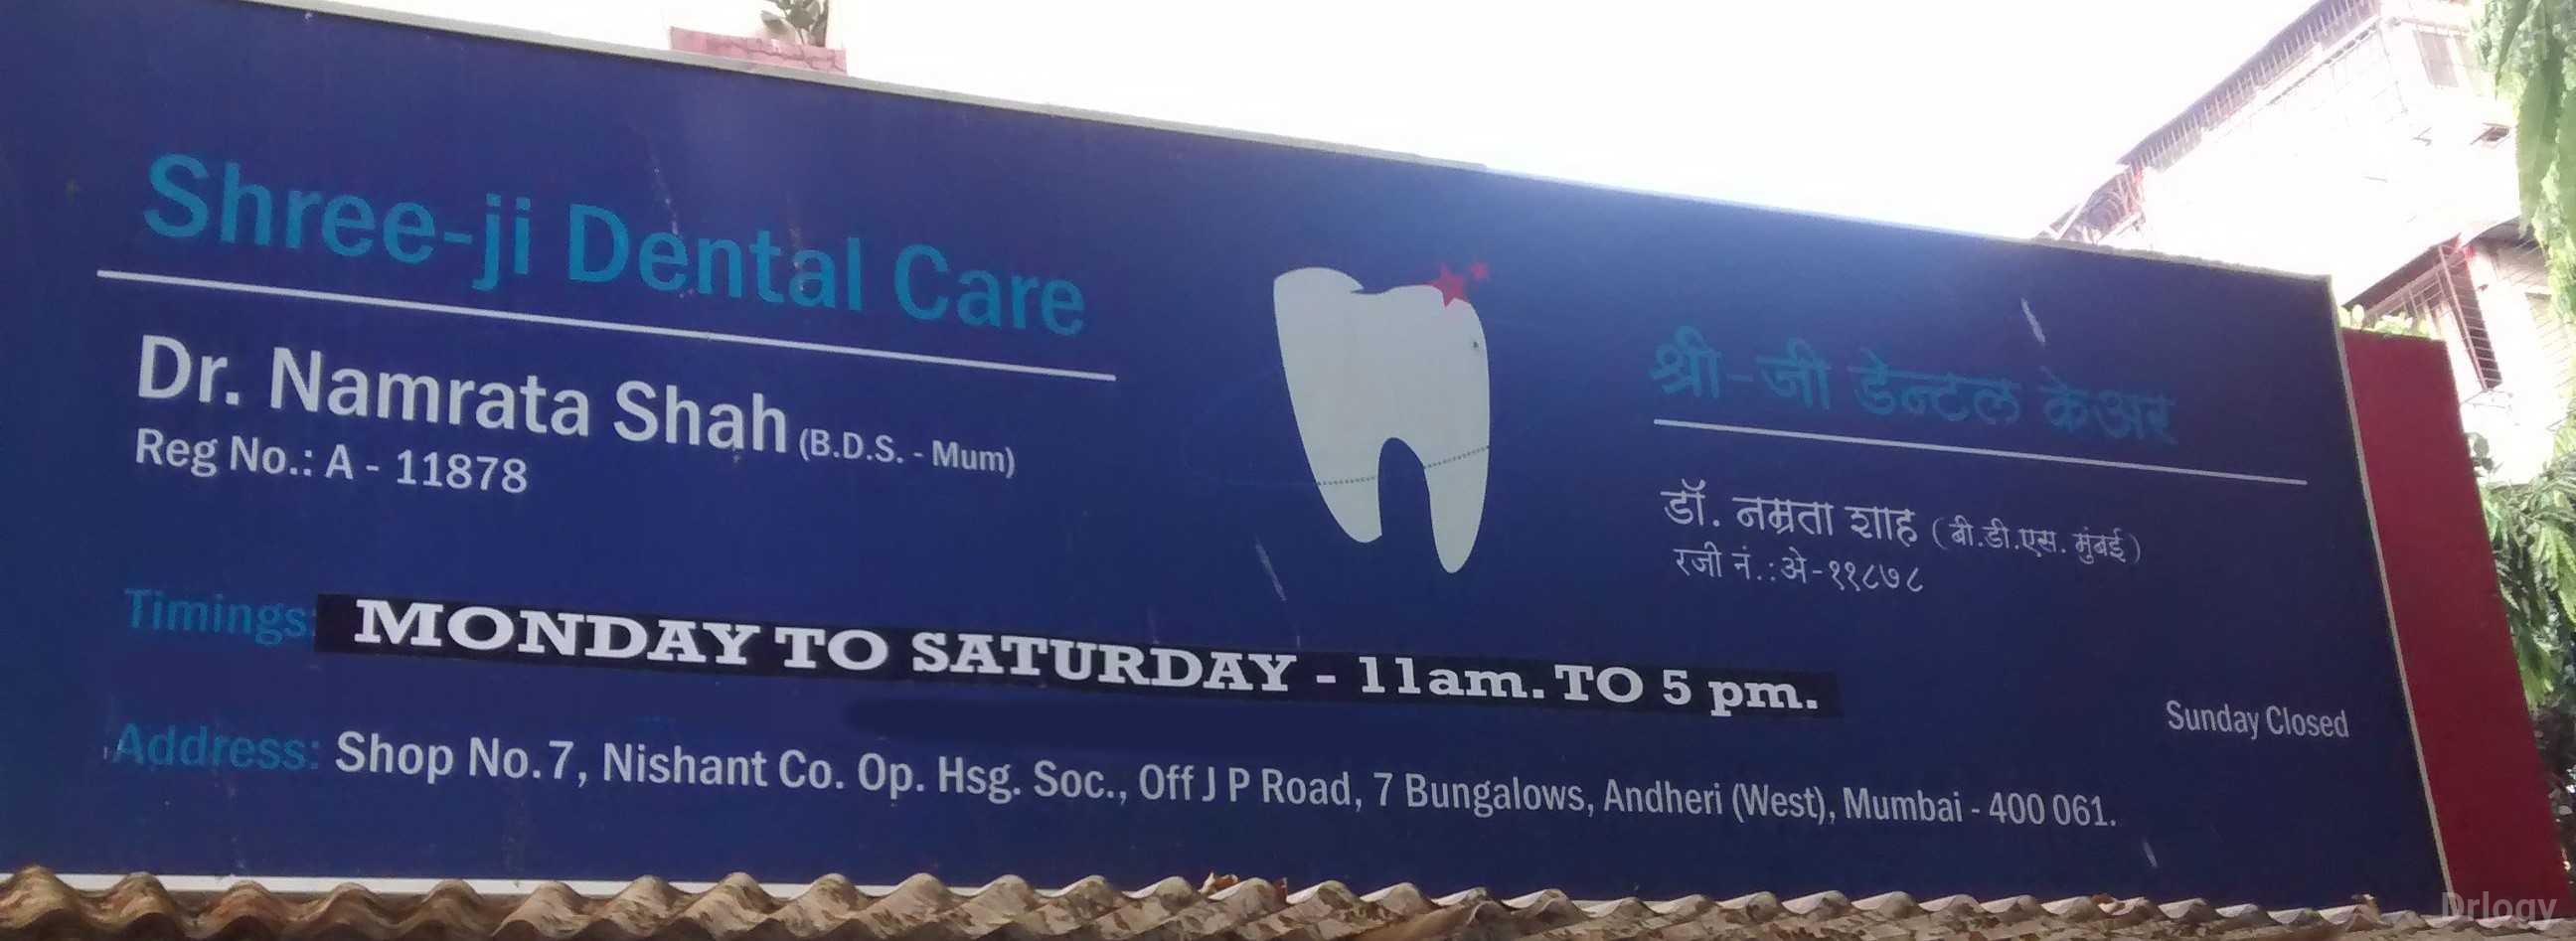 Shree-ji Dental Care
Dr. Namrata Shah (B.D.S. - Mum)
Reg No.: A - 11878
श्री-जी डेन्टल केअर
डॉ. नम्रता शाह (बी.डी.एस. मुंबई)
रजी नं.:अे-११८७८
Timings: MONDAY TO SATURDAY - 11am. TO 5 pm.
Sunday Closed
Address: Shop No. 7, Nishant Co. Op. Hsg. Soc., Off J P Road, 7 Bungalows, Andheri (West), Mumbai - 400 061.
Drlogy